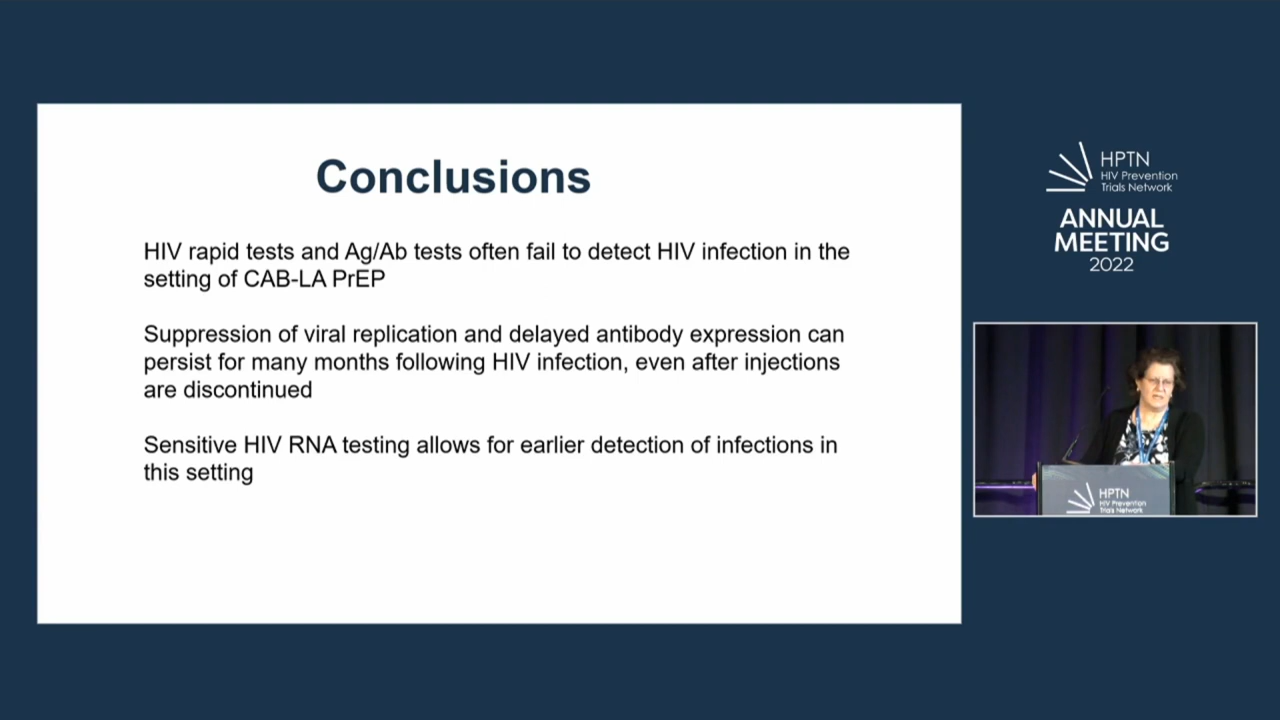 Conclusions
HIV rapid tests and Ag/Ab tests often fail to detect HIV infection in the
setting of CAB-LA PrEP
Suppression of viral replication and delayed antibody expression can
persist for many months following HIV infection, even after injections
are discontinued
Sensitive HIV RNA testing allows for earlier detection of infections in
this setting
HPTN
HIV Prevention
Trials Network
ANNUAL
MEETING
2022
HPTN
HIV Prevention
Trials Network